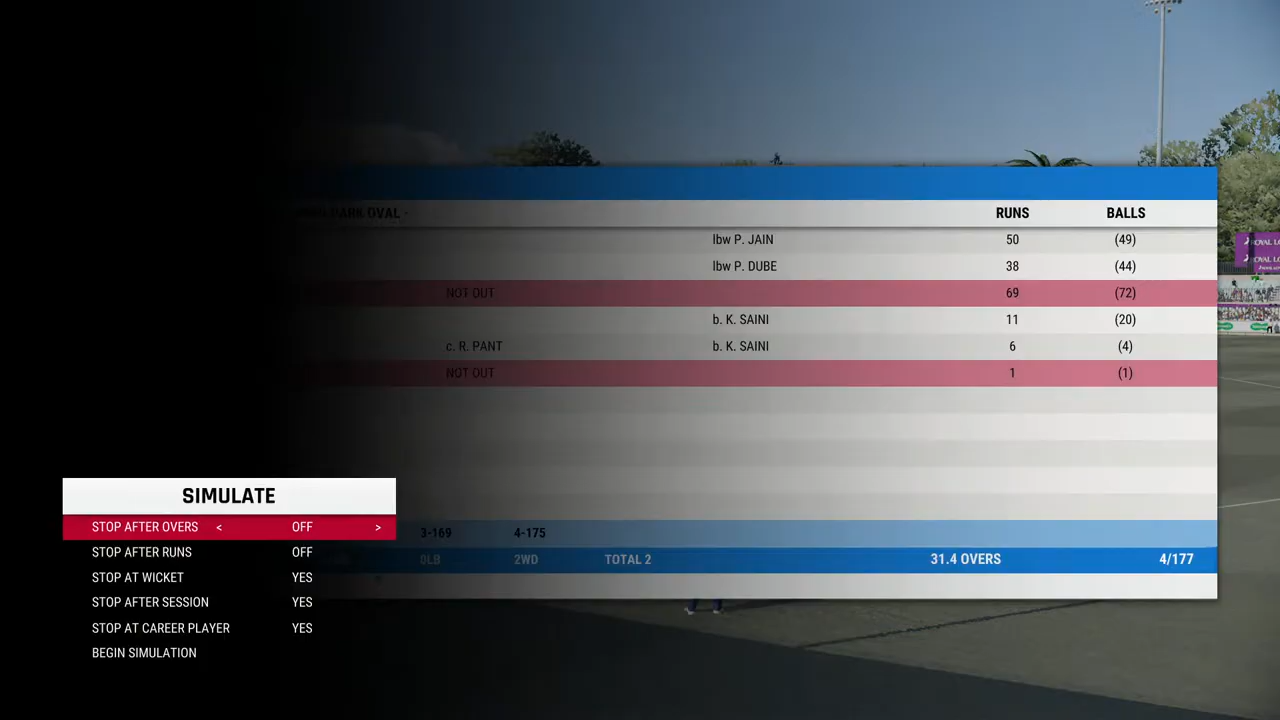 PARK OVAL - RUNS BALLS
lbw P. JAIN 50 (49)
lbw P. DUBE 38 (44)
NOT OUT 69 (72)
b. K. SAINI 11 (20)
c. R. PANT b. K. SAINI 6 (4)
NOT OUT 1 (1)
3-169 4-175
0LB 2WD TOTAL 2 31.4 OVERS 4/177
SIMULATE
STOP AFTER OVERS < OFF >
STOP AFTER RUNS OFF
STOP AT WICKET YES
STOP AFTER SESSION YES
STOP AT CAREER PLAYER YES
BEGIN SIMULATION